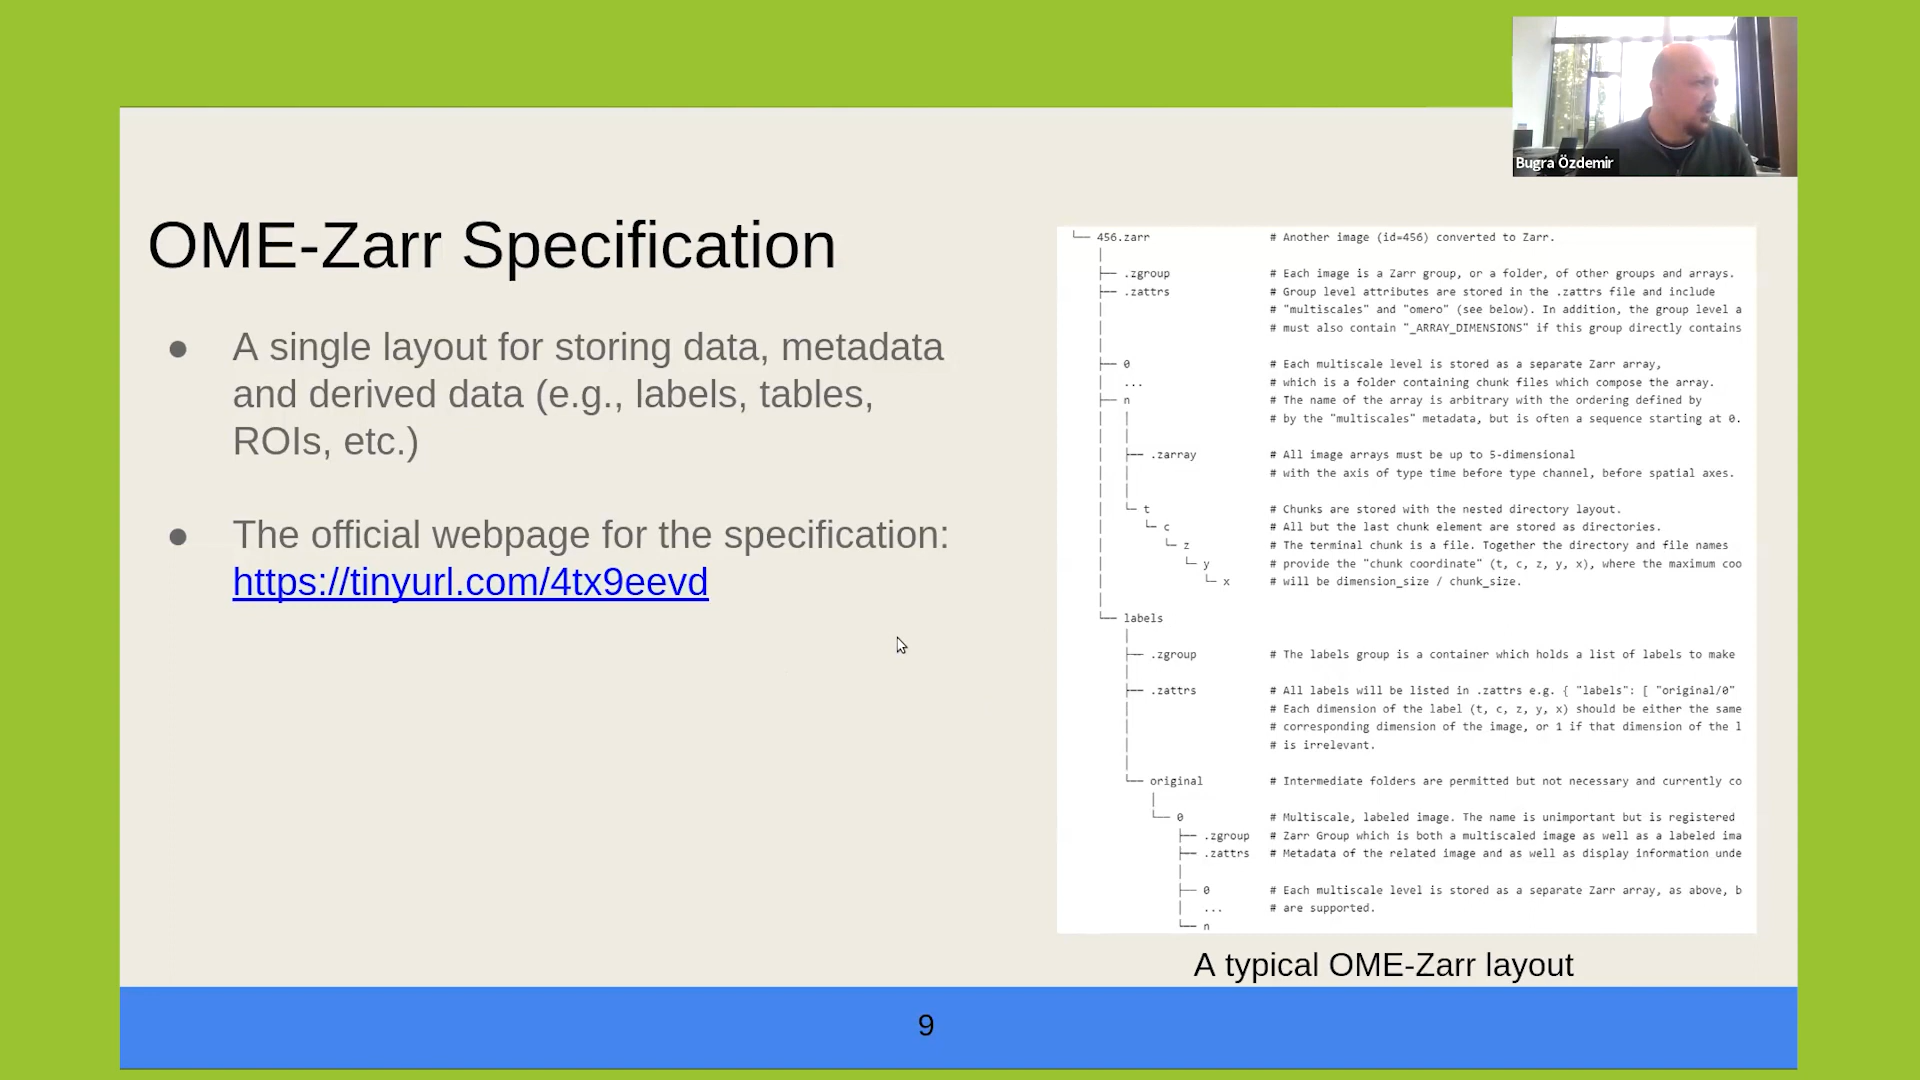 Bugra Özdemir
OME-Zarr Specification
● A single layout for storing data, metadata
and derived data (e.g., labels, tables,
ROIs, etc.)
● The official webpage for the specification:
https://tinyurl.com/4tx9eevd
└── 456.zarr # Another image (id=456) converted to Zarr.
├── .zgroup # Each image is a Zarr group, or a folder, of other groups and arrays.
├── .zattrs # Group level attributes are stored in the .zattrs file and include
# "multiscales" and "omero" (see below). In addition, the group level a
# must also contain "_ARRAY_DIMENSIONS" if this group directly contains
├── 0 # Each multiscale level is stored as a separate Zarr array,
... # which is a folder containing chunk files which compose the array.
├── n # The name of the array is arbitrary with the ordering defined by
# by the "multiscales" metadata, but is often a sequence starting at 0.
├── .zarray # All image arrays must be up to 5-dimensional
# with the axis of type time before type channel, before spatial axes.
└─ t # Chunks are stored with the nested directory layout.
└─ c # All but the last chunk element are stored as directories.
└─ z # The terminal chunk is a file. Together the directory and file names
└─ y # provide the "chunk coordinate" (t, c, z, y, x), where the maximum coo
└─ x # will be dimension_size / chunk_size.
└── labels
├── .zgroup # The labels group is a container which holds a list of labels to make
├── .zattrs # All labels will be listed in .zattrs e.g. { "labels": [ "original/0"
# Each dimension of the label (t, c, z, y, x) should be either the same
# corresponding dimension of the image, or 1 if that dimension of the l
# is irrelevant.
└── original # Intermediate folders are permitted but not necessary and currently co
└── 0 # Multiscale, labeled image. The name is unimportant but is registered
├── .zgroup # Zarr Group which is both a multiscaled image as well as a labeled ima
├── .zattrs # Metadata of the related image and as well as display information unde
├── 0 # Each multiscale level is stored as a separate Zarr array, as above, b
... # are supported.
└── n
A typical OME-Zarr layout
9